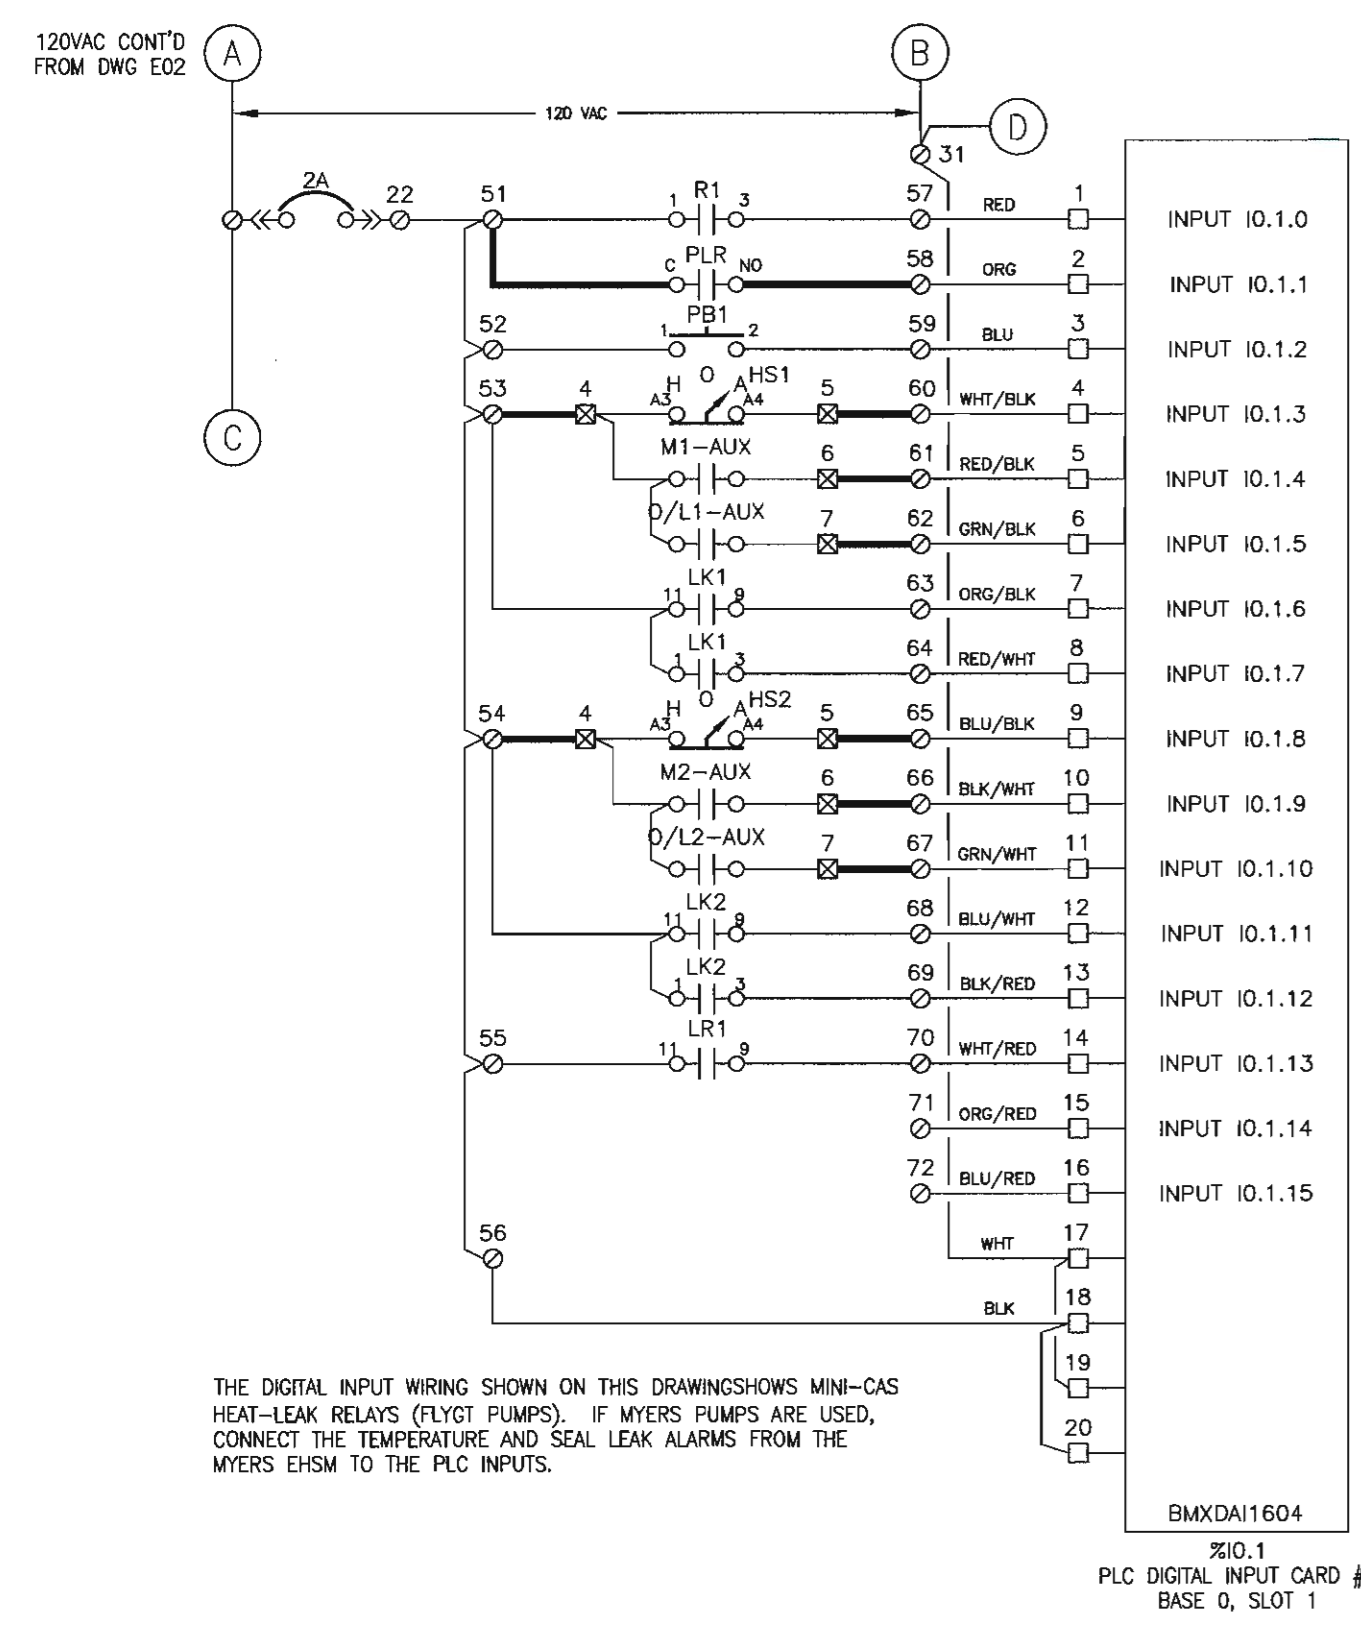 120VAC CONT'D
FROM DWG E02
A
B
120 VAC
D
31
2A
22
51
1 R1 3
57
RED
1
INPUT I0.1.0
C PLR NO
58
ORG
2
INPUT I0.1.1
52
PB1
1 2
59
BLU
3
INPUT I0.1.2
53
4
H O A HS1
A3 A4
5
60
WHT/BLK
4
INPUT I0.1.3
C
M1-AUX
6
61
RED/BLK
5
INPUT I0.1.4
O/L1-AUX
7
62
GRN/BLK
6
INPUT I0.1.5
LK1
11 9
63
ORG/BLK
7
INPUT I0.1.6
LK1
1 3
64
RED/WHT
8
INPUT I0.1.7
54
4
H O A HS2
A3 A4
5
65
BLU/BLK
9
INPUT I0.1.8
M2-AUX
6
66
BLK/WHT
10
INPUT I0.1.9
O/L2-AUX
7
67
GRN/WHT
11
INPUT I0.1.10
LK2
11 9
68
BLU/WHT
12
INPUT I0.1.11
LK2
1 3
69
BLK/RED
13
INPUT I0.1.12
55
LR1
11 9
70
WHT/RED
14
INPUT I0.1.13
71
ORG/RED
15
INPUT I0.1.14
72
BLU/RED
16
INPUT I0.1.15
56
WHT
17
BLK
18
19
20
THE DIGITAL INPUT WIRING SHOWN ON THIS DRAWINGSHOWS MINI-CAS
HEAT-LEAK RELAYS (FLYGT PUMPS). IF MYERS PUMPS ARE USED,
CONNECT THE TEMPERATURE AND SEAL LEAK ALARMS FROM THE
MYERS EHSM TO THE PLC INPUTS.
BMXDAI1604
%I0.1
PLC DIGITAL INPUT CARD #
BASE 0, SLOT 1